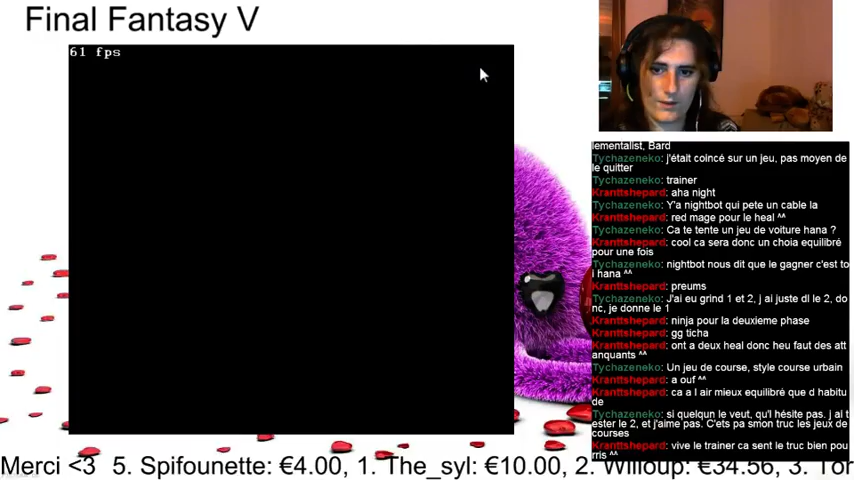 Final Fantasy V
61 fps
lementalist, Bard
Tychazeneko: j'était coincé sur un jeu, pas moyen de
le quitter
Tychazeneko: trainer
Kranttshepard: aha night
Tychazeneko: Y'a nightbot qui pete un cable la
Kranttshepard: red mage pour le heal ^^
Tychazeneko: Ca te tente un jeu de voiture hana ?
Kranttshepard: cool ca sera donc un choia equilibré
pour une fois
Tychazeneko: nightbot nous dit que le gagner c'est to
i hana ^^
Kranttshepard: preums
Tychazeneko: J'ai eu grind 1 et 2, j ai juste dl le 2, do
nc, je donne le 1
Kranttshepard: ninja pour la deuxieme phase
Kranttshepard: gg ticha
Kranttshepard: ont a deux heal donc heu faut des att
anquants ^^
Tychazeneko: Un jeu de course, style course urbain
Kranttshepard: a ouf ^^
Kranttshepard: ca a l air mieux equilibré que d habitu
de
Tychazeneko: si quelqun le veut, qu'l hésite pas. j ai t
ester le 2, et j'aime pas. C'ets pa smon truc les jeux de
courses
Kranttshepard: vive le trainer ca sent le truc bien pou
rris ^^
Merci <3 5. Spifounette: €4.00, 1. The_syl: €10.00, 2. Willoup: €34.56, 3. Tor